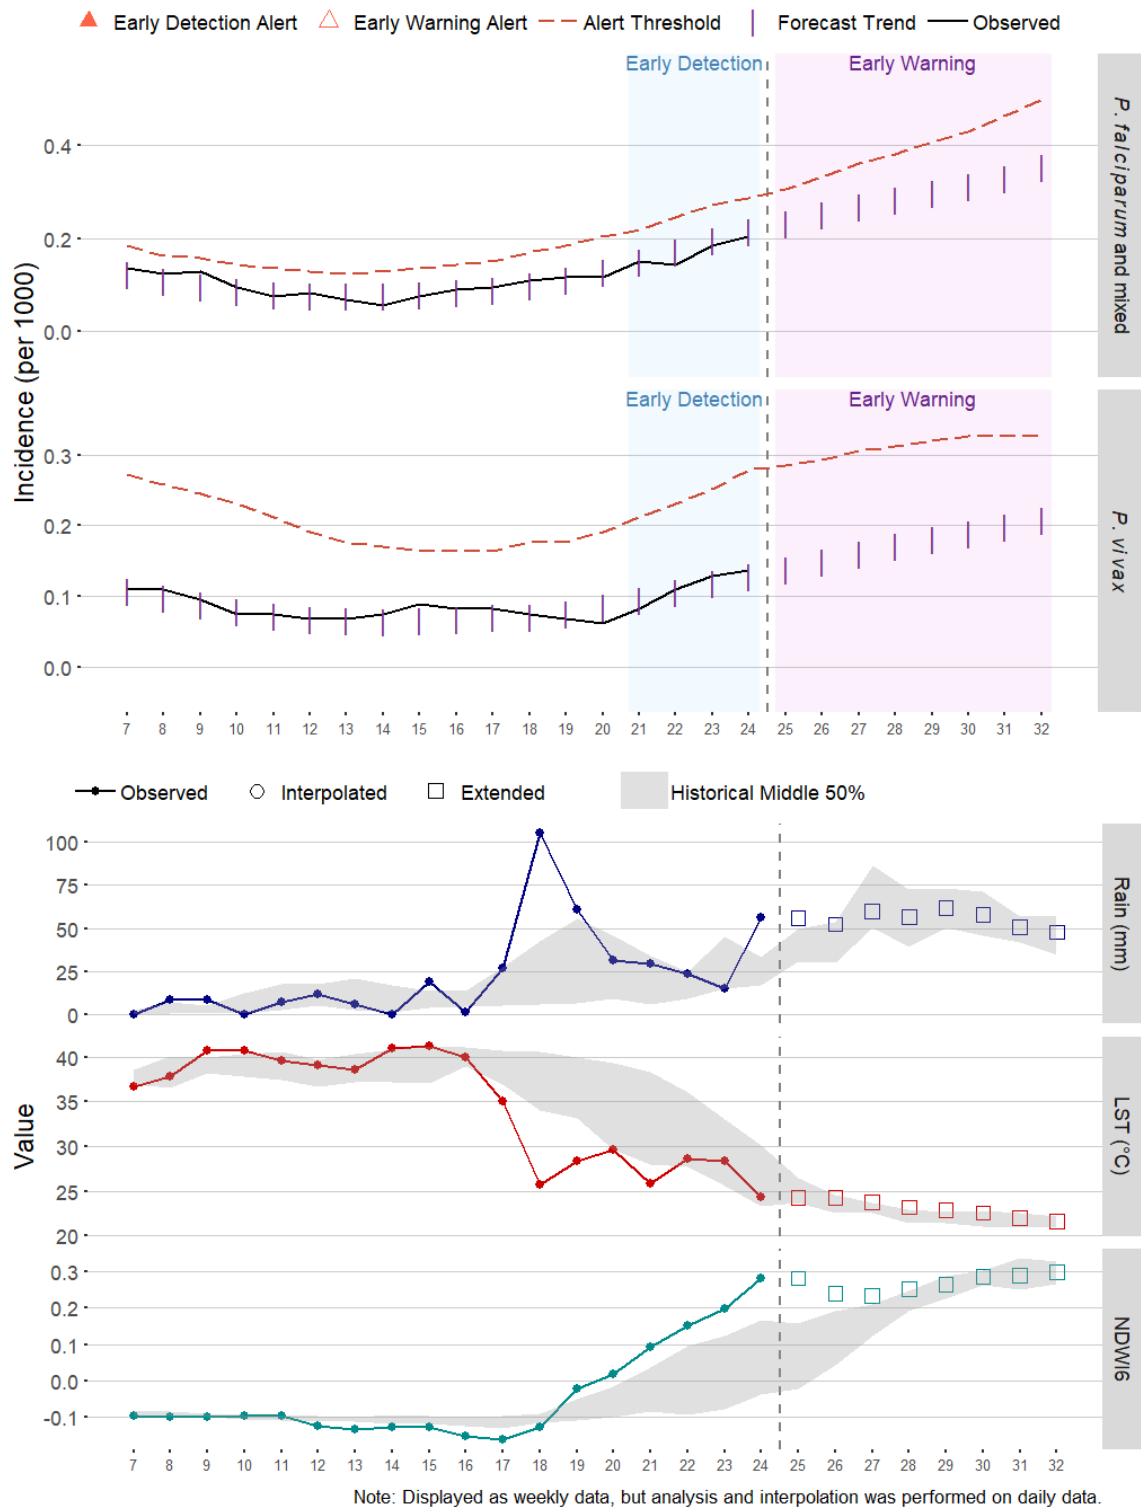 Early Detection Alert Early Warning Alert Alert Threshold Forecast Trend Observed
Early Detection Early Warning
P. falciparum and mixed
0.4
0.2
0.0
Incidence (per 1000)
Early Detection Early Warning
P. vivax
0.3
0.2
0.1
0.0
7 8 9 10 11 12 13 14 15 16 17 18 19 20 21 22 23 24 25 26 27 28 29 30 31 32
Observed Interpolated Extended Historical Middle 50%
100
75
50
25
0
Rain (mm)
40
35
30
25
20
LST (°C)
Value
0.3
0.2
0.1
0.0
-0.1
NDWI6
7 8 9 10 11 12 13 14 15 16 17 18 19 20 21 22 23 24 25 26 27 28 29 30 31 32
Note: Displayed as weekly data, but analysis and interpolation was performed on daily data.